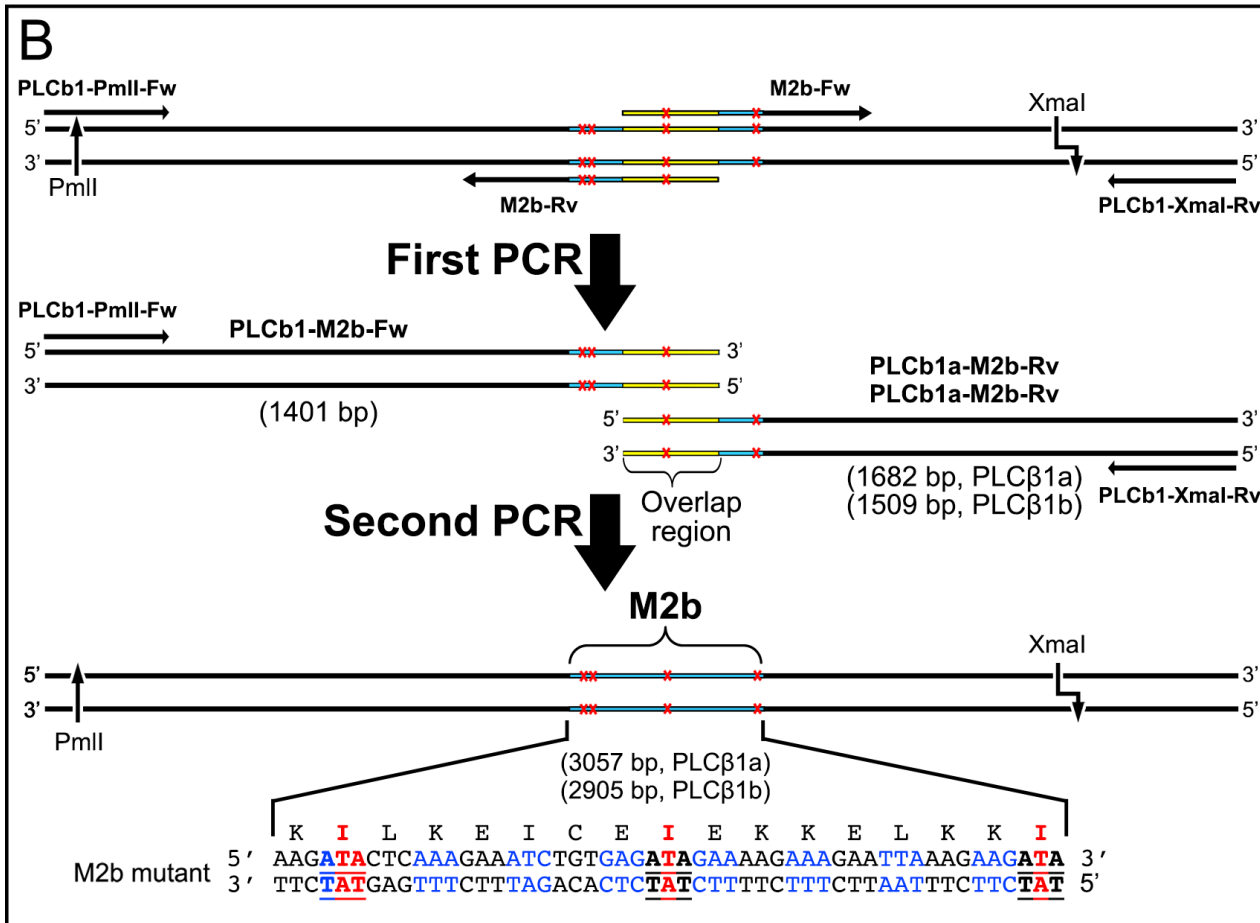 B
PLCb1-PmlI-Fw
M2b-Fw
XmaI
5’ 3’
3’ 5’
PmlI
M2b-Rv
PLCb1-XmaI-Rv
First PCR
PLCb1-PmlI-Fw
PLCb1-M2b-Fw
5’ 3’
3’ 5’
(1401 bp)
PLCb1a-M2b-Rv
PLCb1a-M2b-Rv
5’ 3’
3’ 5’
(1682 bp, PLCβ1a)
(1509 bp, PLCβ1b)
PLCb1-XmaI-Rv
Overlap
region
Second PCR
M2b
XmaI
5’ 3’
3’ 5’
PmlI
(3057 bp, PLCβ1a)
(2905 bp, PLCβ1b)
K I L K E I C E I E K K E L K K I
M2b mutant
5’ AAGATACTCAAAGAAATCTGTGAGATAGAAAAGAAAGAATTAAAGAAGATA 3’
3’ TTCTATGAGTTTCTTTAGACACTCTATCTTTTCTTTCTTAATTTCTTCTAT 5’